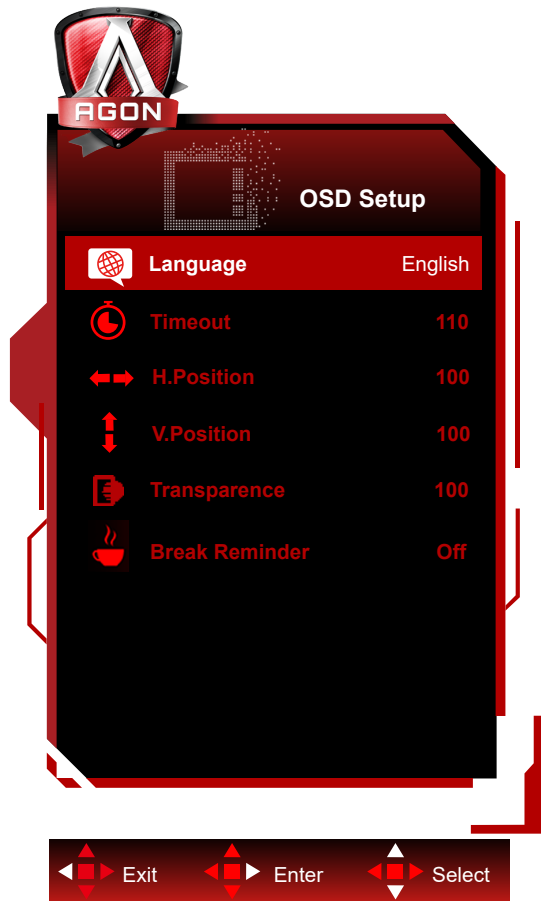 AGON
OSD Setup
Language English
Timeout 110
H.Position 100
V.Position 100
Transparence 100
Break Reminder Off
Exit Enter Select